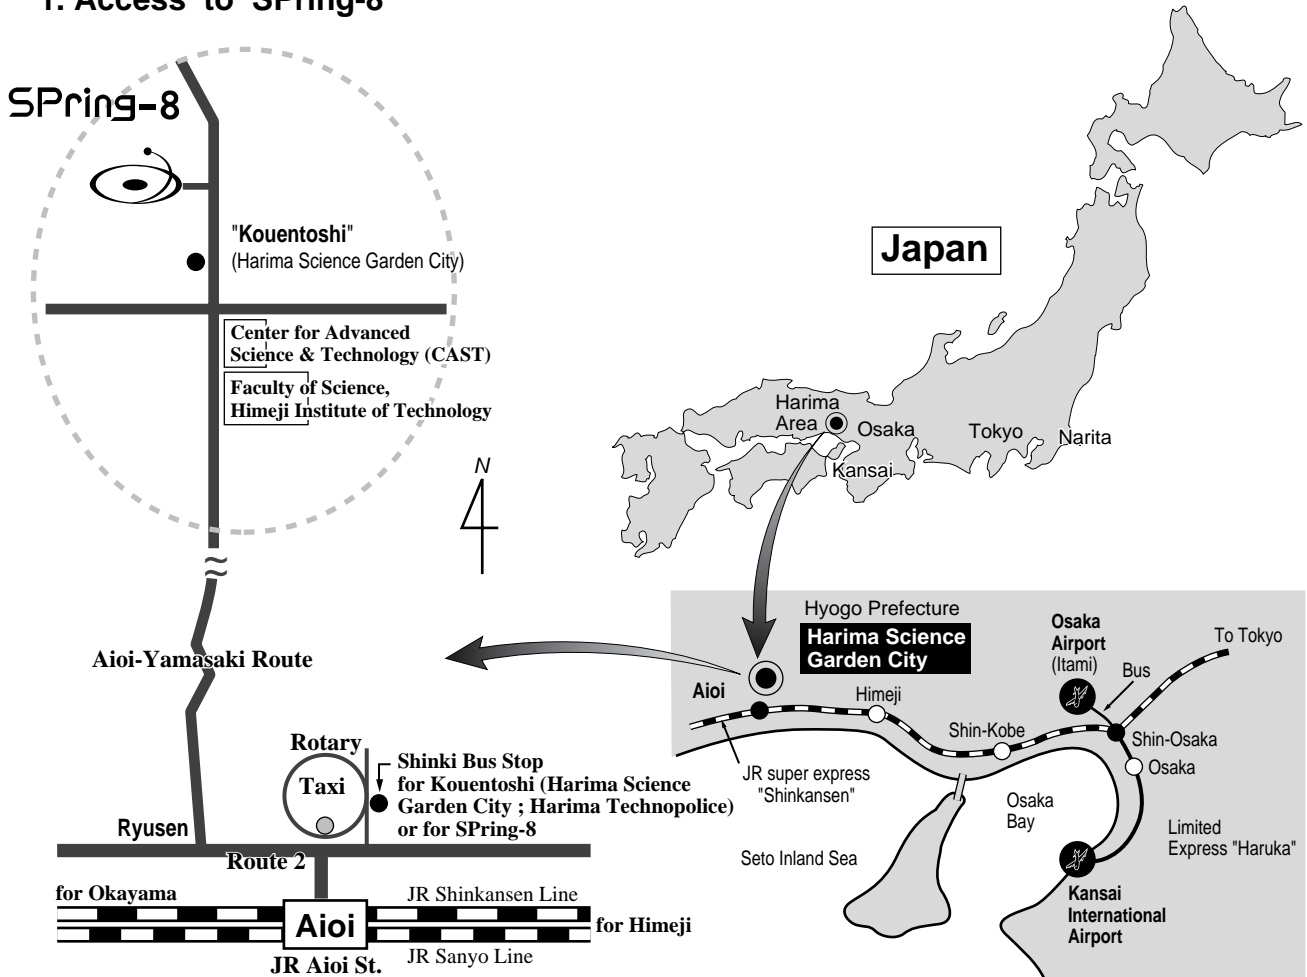 1. Access to SPring-8
SPring-8
"Kouentoshi"
(Harima Science Garden City)
Center for Advanced
Science & Technology (CAST)
Faculty of Science,
Himeji Institute of Technology
N
Aioi-Yamasaki Route
Rotary
Taxi
Shinki Bus Stop
for Kouentoshi (Harima Science
Garden City ; Harima Technopolice)
or for SPring-8
Ryusen
Route 2
for Okayama
JR Shinkansen Line
Aioi
for Himeji
JR Sanyo Line
JR Aioi St.
Japan
Harima
Area
Osaka
Tokyo
Narita
Kansai
Hyogo Prefecture
Harima Science
Garden City
Osaka
Airport
(Itami)
To Tokyo
Bus
Aioi
Himeji
Shin-Kobe
Shin-Osaka
Osaka
JR super express
"Shinkansen"
Osaka
Bay
Limited
Express "Haruka"
Seto Inland Sea
Kansai
International
Airport